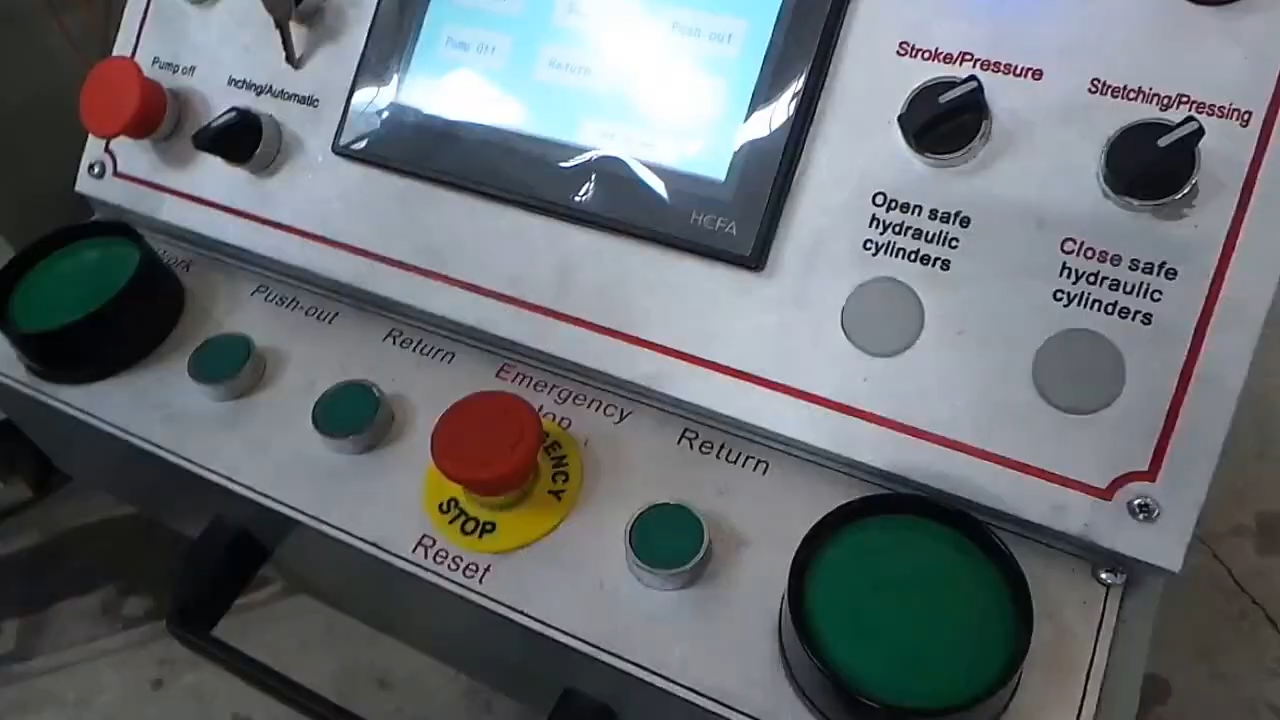 Push out
Pump Off
Return
HCFA
Pump off
Inching/Automatic
Stroke/Pressure
Stretching/Pressing
Open safe
hydraulic
cylinders
Close safe
hydraulic
cylinders
Push-out
Return
Emergency
STOP
Reset
Return